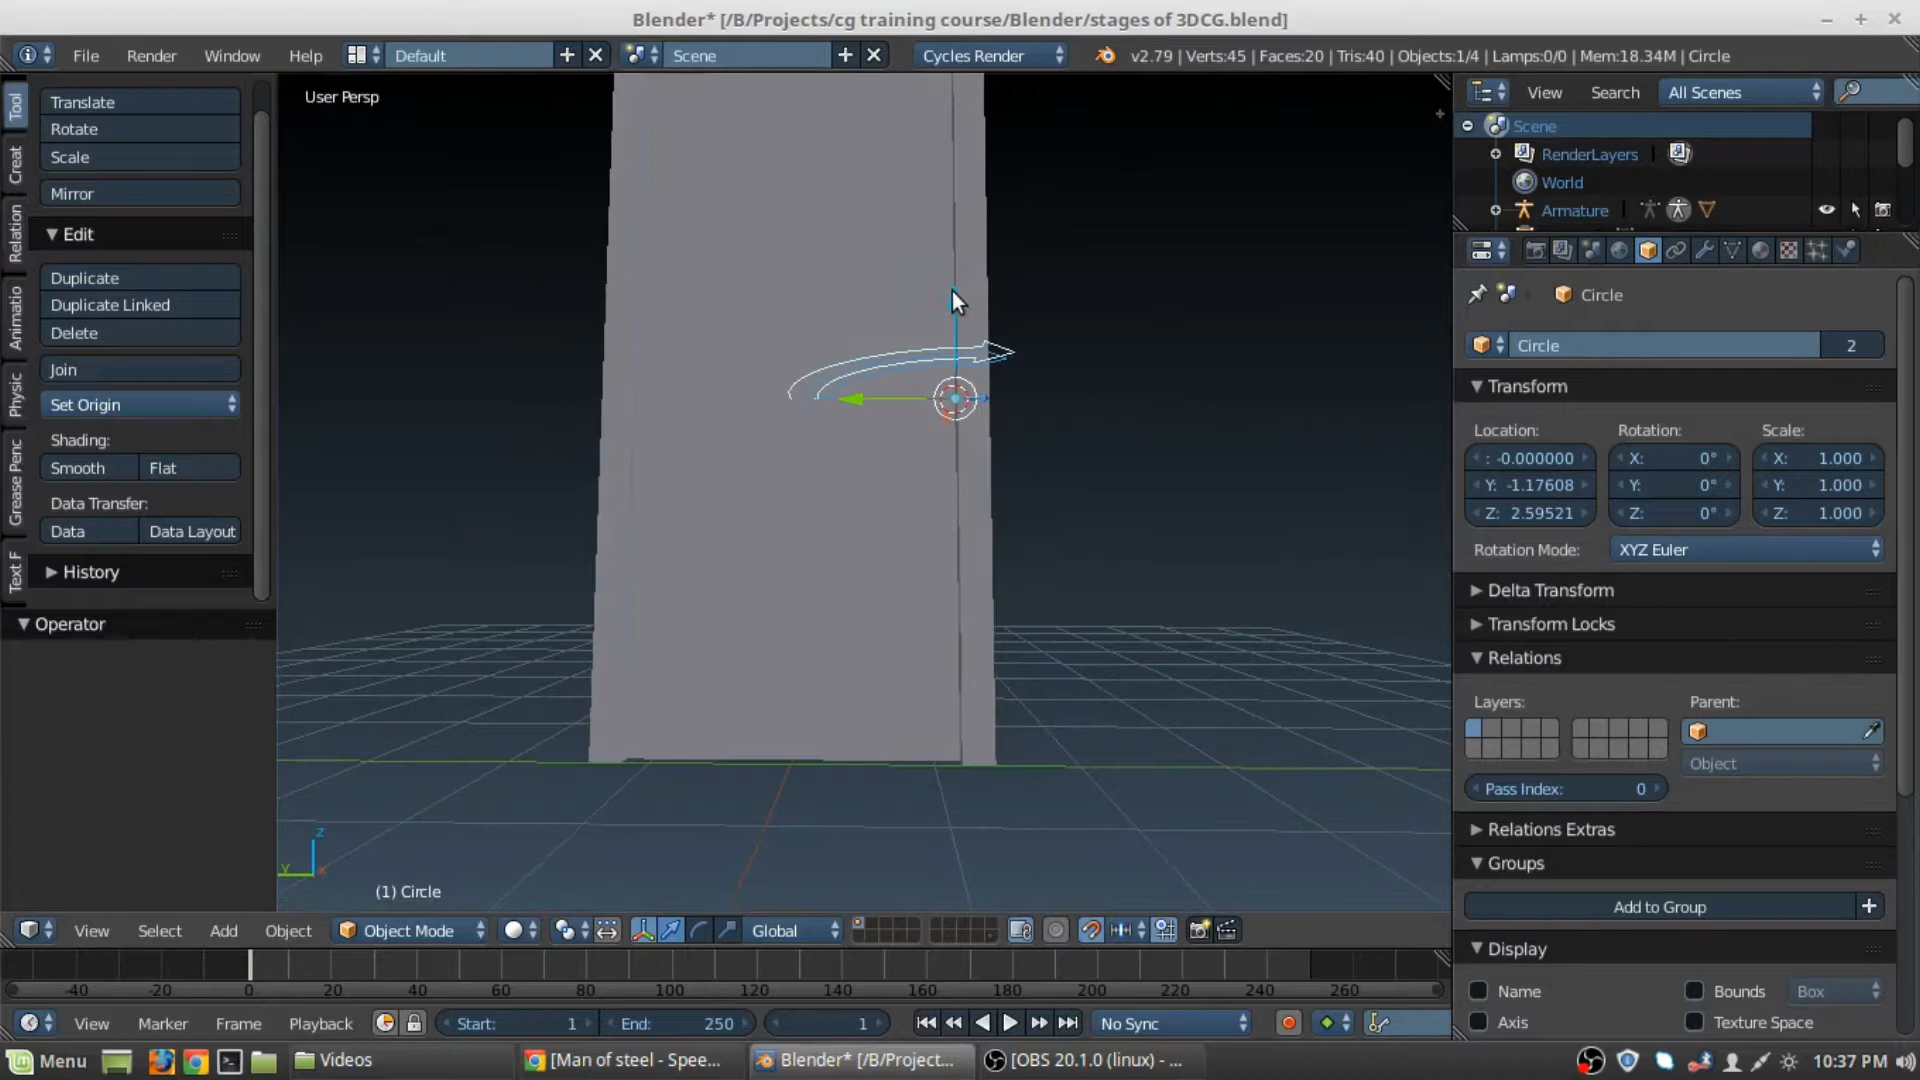 Blender* [/B/Projects/cg training course/Blender/stages of 3DCG.blend]
File Render Window Help Default Scene Cycles Render v2.79 | Verts:45 | Faces:20 | Tris:40 | Objects:1/4 | Lamps:0/0 | Mem:18.34M | Circle
Tool
Creat
Relation
Animatio
Physic
Grease Penc
Text F
Translate
Rotate
Scale
Mirror
Edit
Duplicate
Duplicate Linked
Delete
Join
Set Origin
Shading:
Smooth Flat
Data Transfer:
Data Data Layout
History
Operator
User Persp
z
y x
(1) Circle
View Search All Scenes
Scene
RenderLayers
World
Armature
Circle
Circle 2
Transform
Location: Rotation: Scale:
: -0.000000 X: 0° X: 1.000
Y: -1.17608 Y: 0° Y: 1.000
Z: 2.59521 Z: 0° Z: 1.000
Rotation Mode: XYZ Euler
Delta Transform
Transform Locks
Relations
Layers: Parent:
Object
Pass Index: 0
Relations Extras
Groups
Add to Group
Display
Name Bounds Box
Axis Texture Space
View Select Add Object Object Mode Global
-40 -20 0 20 40 60 80 100 120 140 160 180 200 220 240 260
View Marker Frame Playback Start: 1 End: 250 1 No Sync
Menu Videos [Man of steel - Spee... Blender* [/B/Project... [OBS 20.1.0 (linux) - ... 10:37 PM